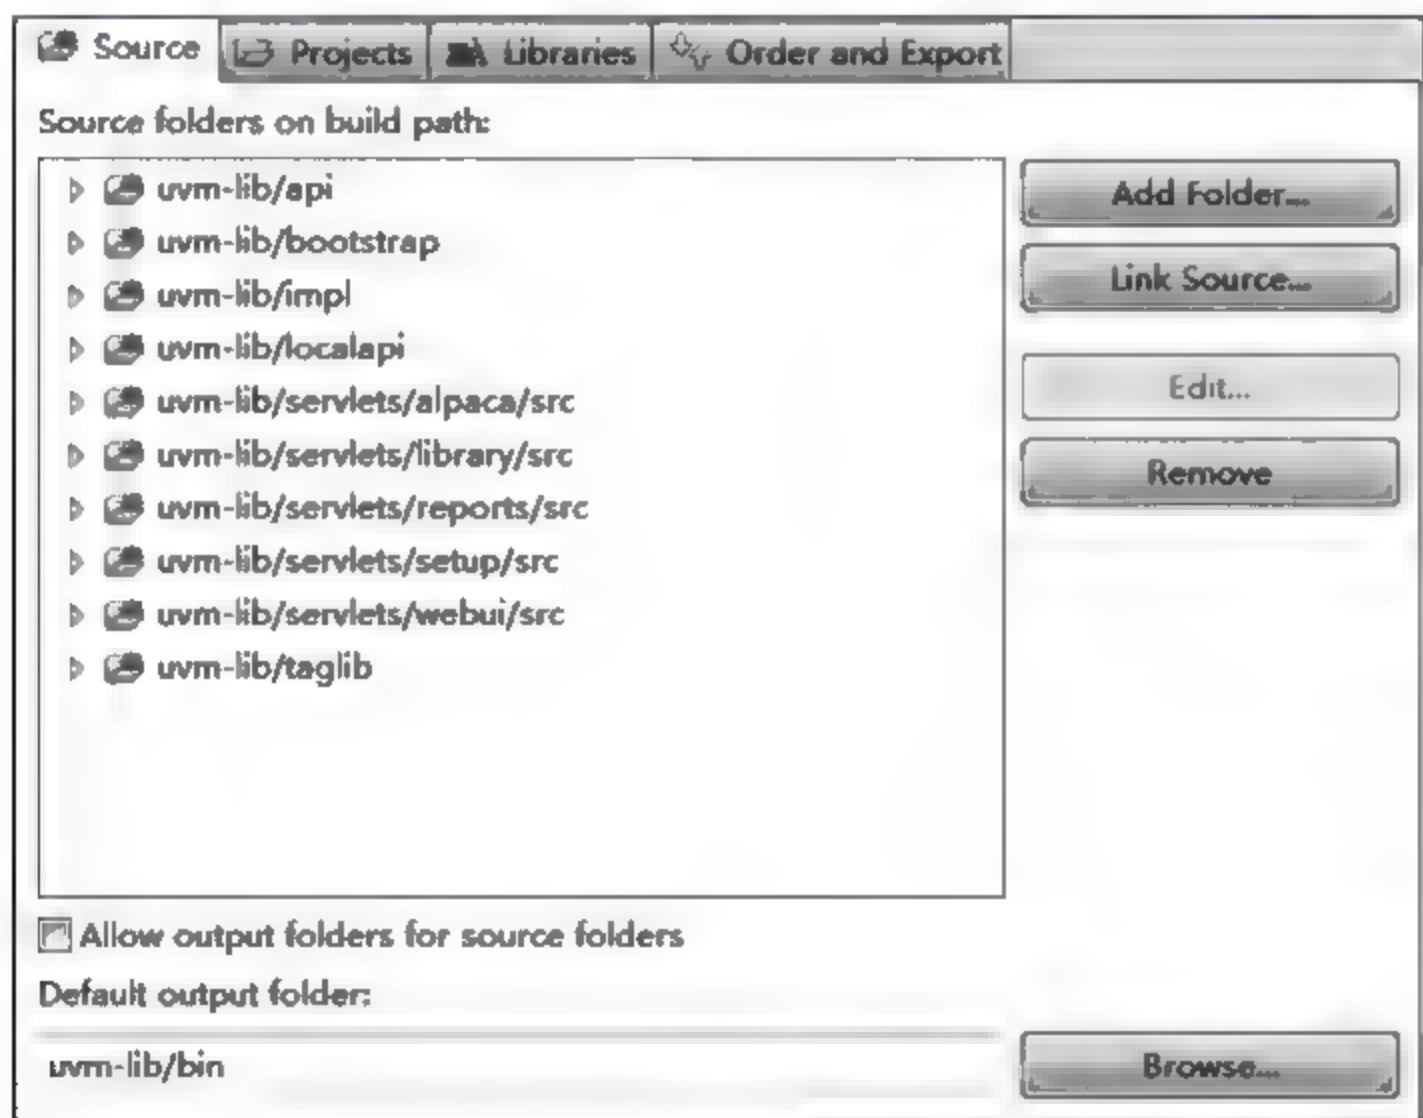 Source Projects Libraries Order and Export
Source folders on build path:
uvm-lib/api
uvm-lib/bootstrap
uvm-lib/impl
uvm-lib/localapi
uvm-lib/servlets/alpaca/src
uvm-lib/servlets/library/src
uvm-lib/servlets/reports/src
uvm-lib/servlets/setup/src
uvm-lib/servlets/webui/src
uvm-lib/taglib
Add Folder...
Link Source...
Edit...
Remove
Allow output folders for source folders
Default output folder:
uvm-lib/bin
Browse...